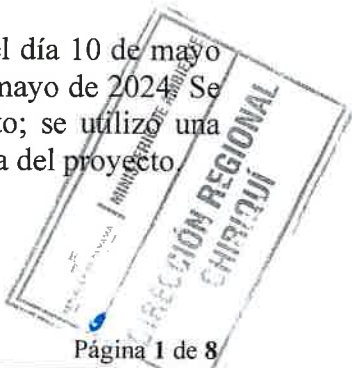 el día 10 de mayo
mayo de 2024. Se
to; se utilizó una
a del proyecto.
MINISTERIO DE AMBIENTE
DIRECCIÓN REGIONAL
CHIRIQUÍ
Página 1 de 8